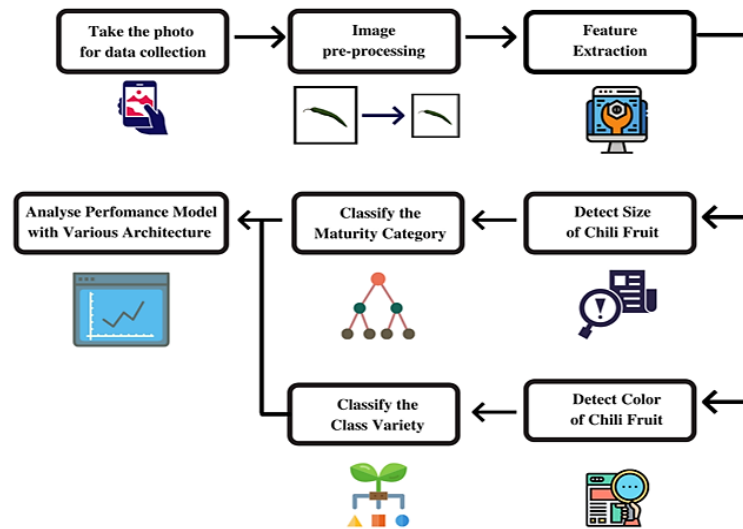 Take the photo
for data collection
Image
pre-processing
Feature
Extraction
Analyse Perfomance Model
with Various Architecture
Classify the
Maturity Category
Detect Size
of Chili Fruit
Classify the
Class Variety
Detect Color
of Chili Fruit